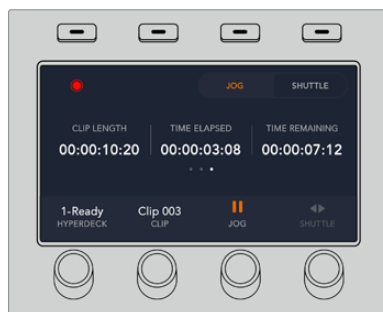 JOG SHUTTLE
CLIP LENGTH TIME ELAPSED TIME REMAINING
00:00:10:20 00:00:03:08 00:00:07:12
1-Ready Clip 003
HYPERDECK CLIP JOG SHUTTLE